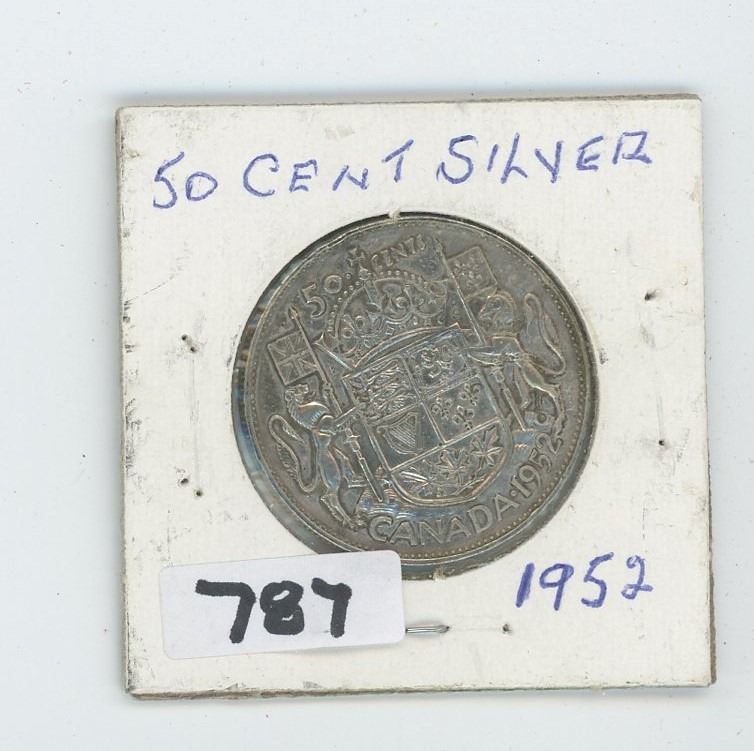 50 CENT SILVER
50 CENTS
CANADA·1952
1952
787